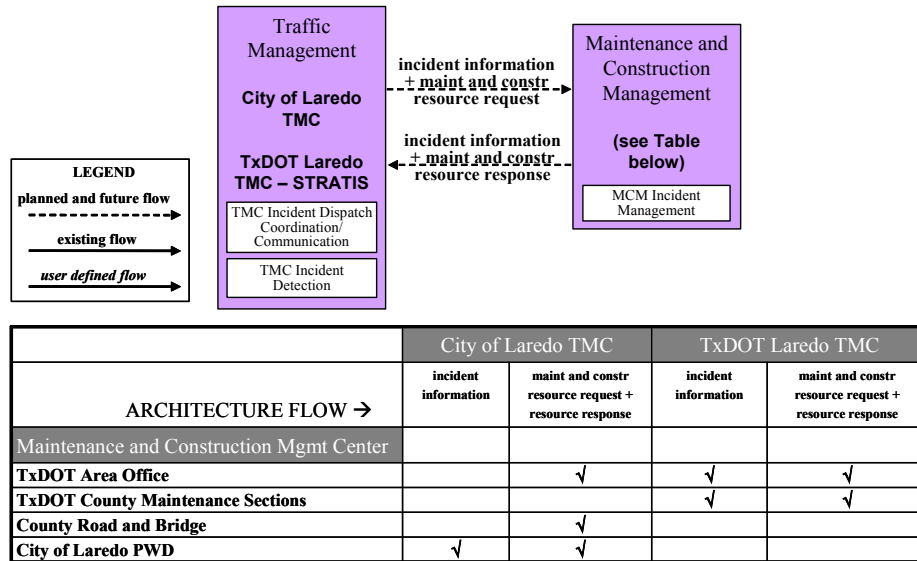 Traffic
Management
City of Laredo
TMC
TxDOT Laredo
TMC – STRATIS
TMC Incident Dispatch
Coordination/
Communication
TMC Incident
Detection
incident information
+ maint and constr
resource request
incident information
+ maint and constr
resource response
Maintenance and
Construction
Management
(see Table
below)
MCM Incident
Management
LEGEND
planned and future flow
existing flow
user defined flow
City of Laredo TMC TxDOT Laredo TMC
ARCHITECTURE FLOW →
incident
information
maint and constr
resource request +
resource response
incident
information
maint and constr
resource request +
resource response
Maintenance and Construction Mgmt Center
TxDOT Area Office √ √ √
TxDOT County Maintenance Sections √ √
County Road and Bridge √
City of Laredo PWD √ √